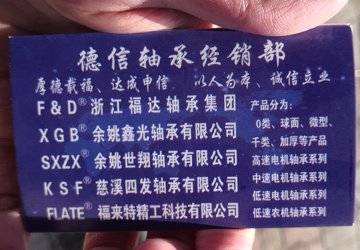 德信轴承经销部
厚德载福、达成申信 以人为本、诚信立业
F&D®浙江福达轴承集团
XGB®余姚鑫光轴承有限公司
SXZX®余姚世翔轴承有限公司
KSF®慈溪四发轴承有限公司
FLATE®福来特精工科技有限公司
产品分为:
0类、球面、微型、
千类、加厚等产品
高速电机轴承系列
中速电机轴承系列
低速电机轴承系列
低速农机轴承系列